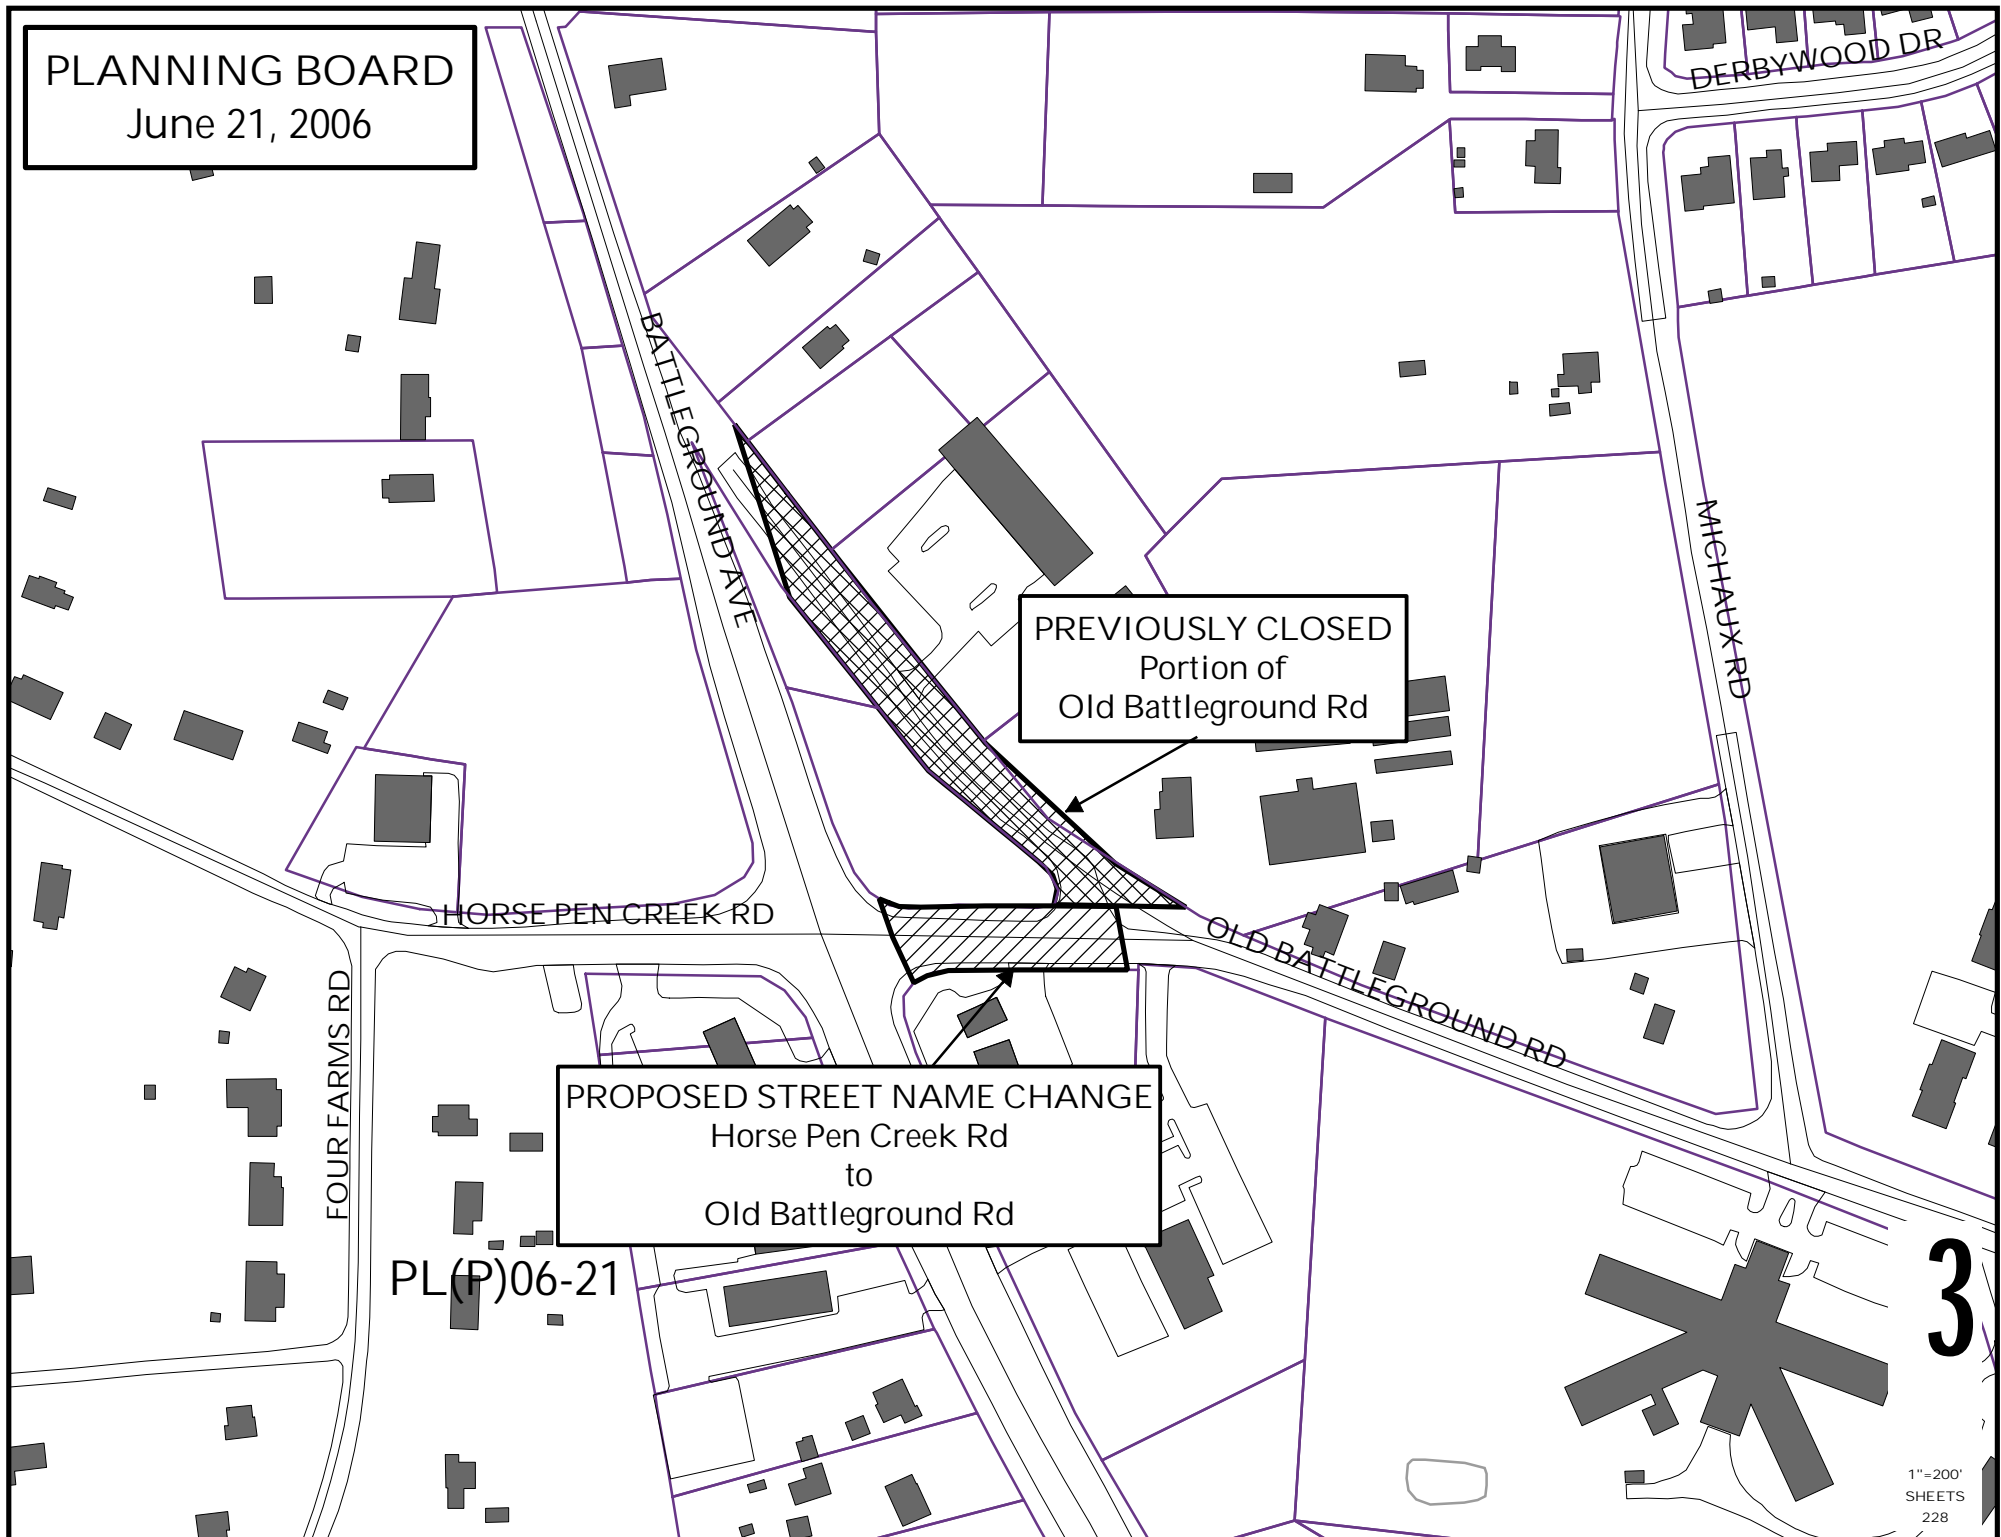 PLANNING BOARD
June 21, 2006
DERBYWOOD DR
BATTLEGROUND AVE
MICHAUX RD
PREVIOUSLY CLOSED
Portion of
Old Battleground Rd
HORSE PEN CREEK RD
OLD BATTLEGROUND RD
FOUR FARMS RD
PROPOSED STREET NAME CHANGE
Horse Pen Creek Rd
to
Old Battleground Rd
PL(P)06-21
3
1"=200'
SHEETS
228